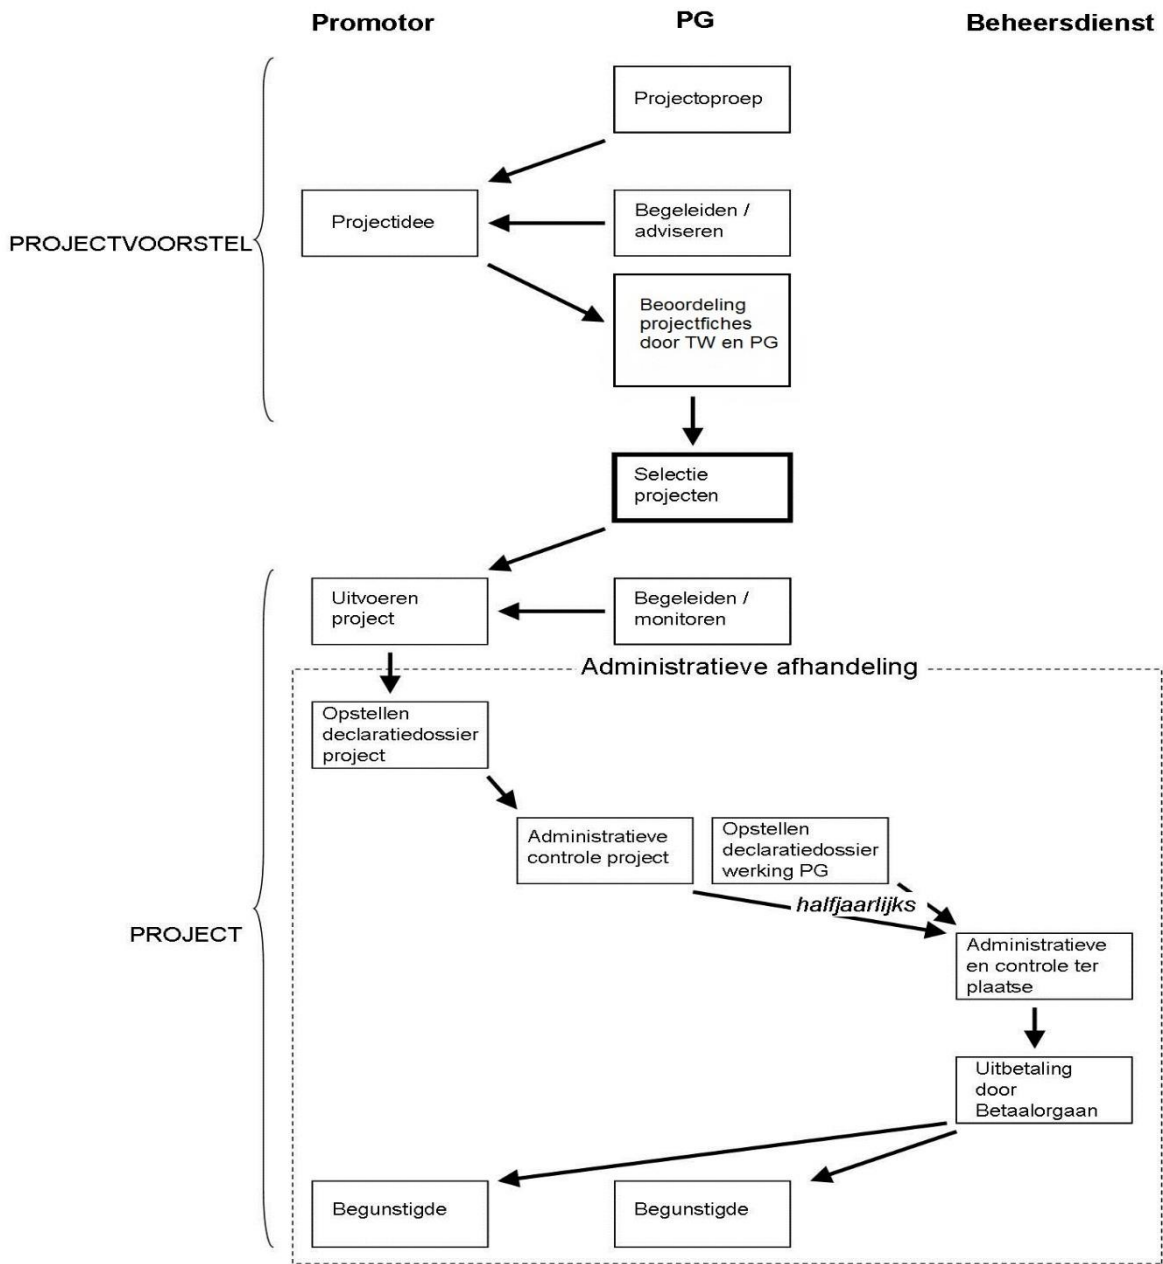 Promotor
PG
Beheersdienst
Projectoproep
Projectidee
Begeleiden /
adviseren
PROJECTVOORSTEL
Beoordeling
projectfiches
door TW en PG
Selectie
projecten
Uitvoeren
project
Begeleiden /
monitoren
Administratieve afhandeling
Opstellen
declaratiedossier
project
Administratieve
controle project
Opstellen
declaratiedossier
werking PG
halfjaarlijks
PROJECT
Administratieve
en controle ter
plaatse
Uitbetaling
door
Betaalorgaan
Begunstigde
Begunstigde